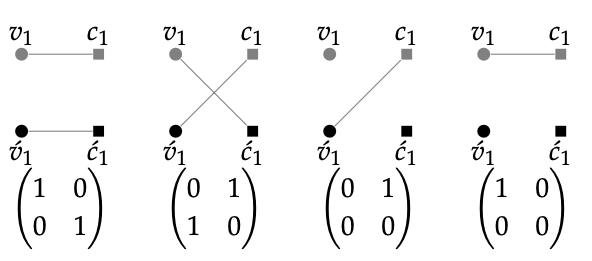 v₁ c₁ v₁ c₁ v₁ c₁ v₁ c₁
v́₁ ć₁ v́₁ ć₁ v́₁ ć₁ v́₁ ć₁
(1 0) (0 1) (0 1) (1 0)
(0 1) (1 0) (0 0) (0 0)